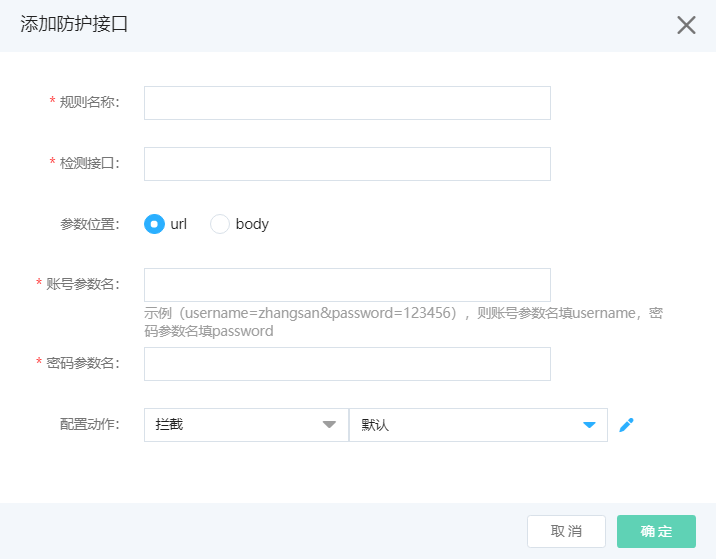 添加防护接口
* 规则名称：
* 检测接口：
参数位置： url body
* 账号参数名：
示例（username=zhangsan&password=123456），则账号参数名填username，密
码参数名填password
* 密码参数名：
配置动作： 拦截 默认
取消 确定